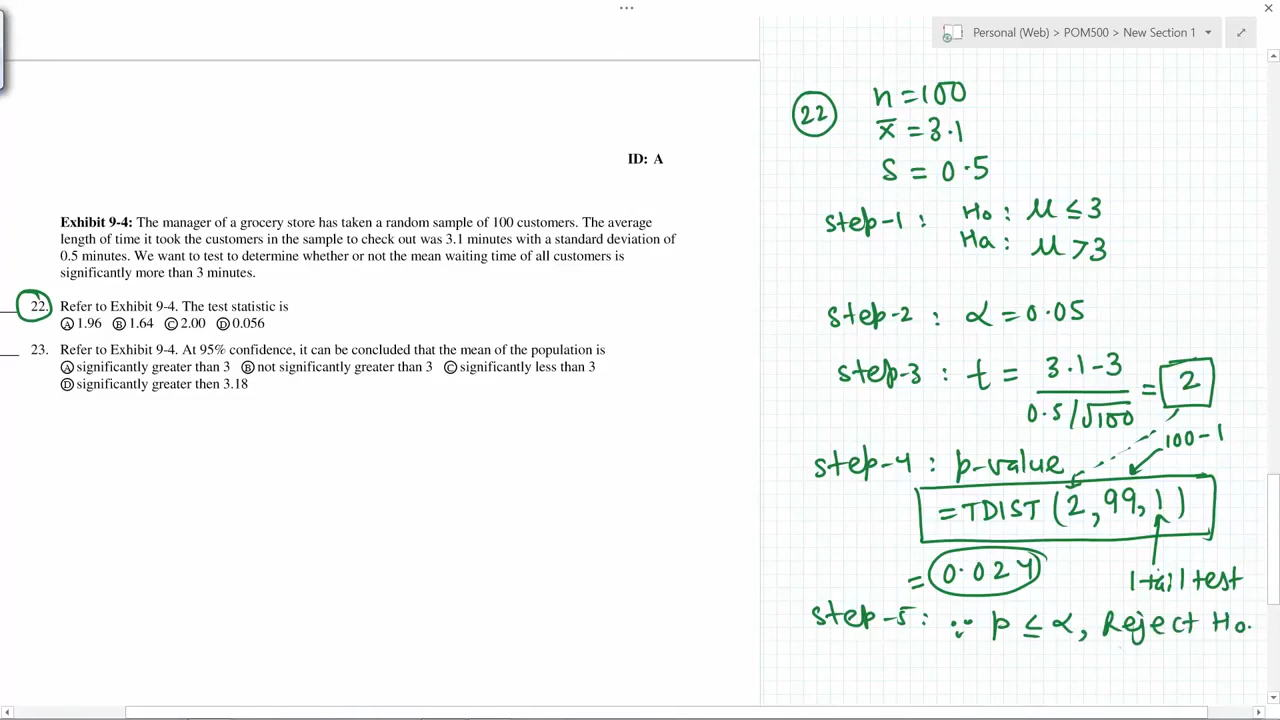 Personal (Web) > POM500 > New Section 1
ID: A
Exhibit 9-4: The manager of a grocery store has taken a random sample of 100 customers. The average
length of time it took the customers in the sample to check out was 3.1 minutes with a standard deviation of
0.5 minutes. We want to test to determine whether or not the mean waiting time of all customers is
significantly more than 3 minutes.
22. Refer to Exhibit 9-4. The test statistic is
Ⓐ 1.96 Ⓑ 1.64 Ⓒ 2.00 Ⓓ 0.056
23. Refer to Exhibit 9-4. At 95% confidence, it can be concluded that the mean of the population is
Ⓐ significantly greater than 3 Ⓑ not significantly greater than 3 Ⓒ significantly less than 3
Ⓓ significantly greater then 3.18
22 n = 100
x̅ = 3.1
S = 0.5
step-1 : Ho : μ ≤ 3
Ha : μ > 3
step-2 : α = 0.05
step-3 : t = 3.1-3 / 0.5/√100 = 2
100-1
step-4 : p-value
= TDIST (2, 99, 1)
= 0.024
1 tail test
step-5 : ∵ p ≤ α, Reject Ho.